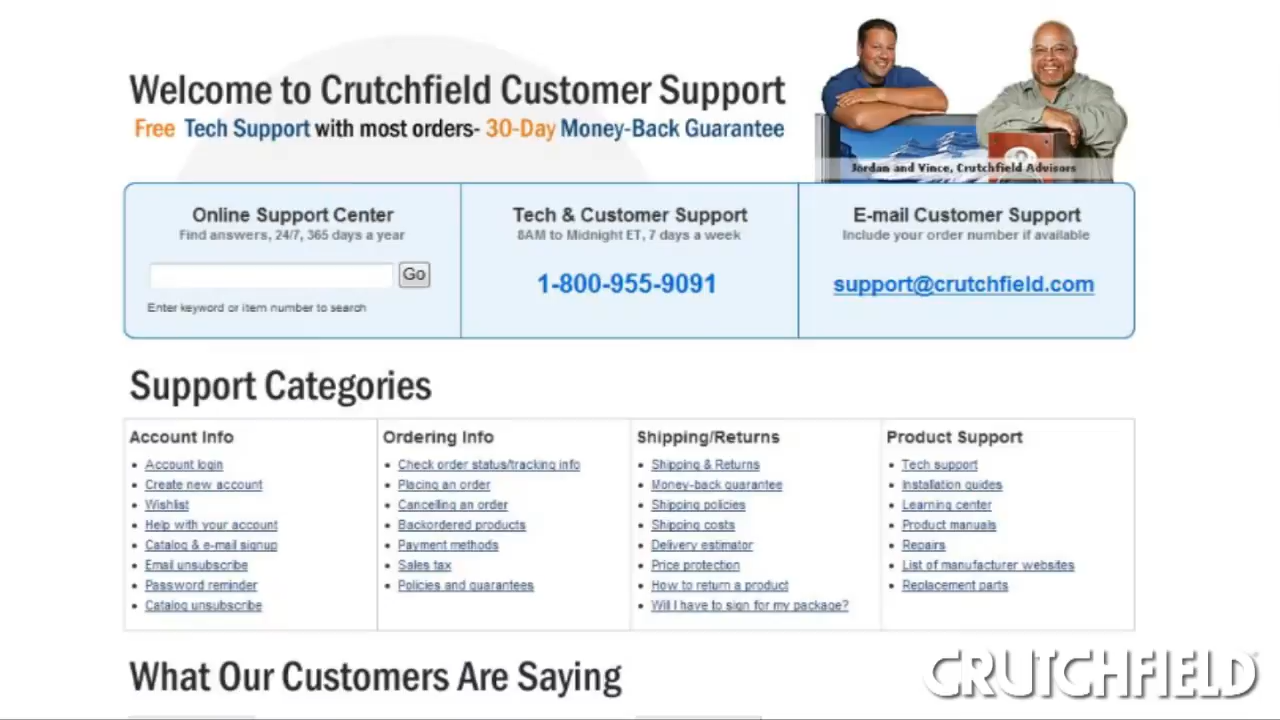 Welcome to Crutchfield Customer Support
Free Tech Support with most orders- 30-Day Money-Back Guarantee
Jordan and Vince, Crutchfield Advisors
Online Support Center
Find answers, 24/7, 365 days a year
Go
Enter keyword or item number to search
Tech & Customer Support
8AM to Midnight ET, 7 days a week
1-800-955-9091
E-mail Customer Support
Include your order number if available
support@crutchfield.com
Support Categories
Account Info
• Account login
• Create new account
• Wishlist
• Help with your account
• Catalog & e-mail signup
• Email unsubscribe
• Password reminder
• Catalog unsubscribe
Ordering Info
• Check order status/tracking info
• Placing an order
• Cancelling an order
• Backordered products
• Payment methods
• Sales tax
• Policies and guarantees
Shipping/Returns
• Shipping & Returns
• Money-back guarantee
• Shipping policies
• Shipping costs
• Delivery estimator
• Price protection
• How to return a product
• Will I have to sign for my package?
Product Support
• Tech support
• Installation guides
• Learning center
• Product manuals
• Repairs
• List of manufacturer websites
• Replacement parts
What Our Customers Are Saying
CRUTCHFIELD